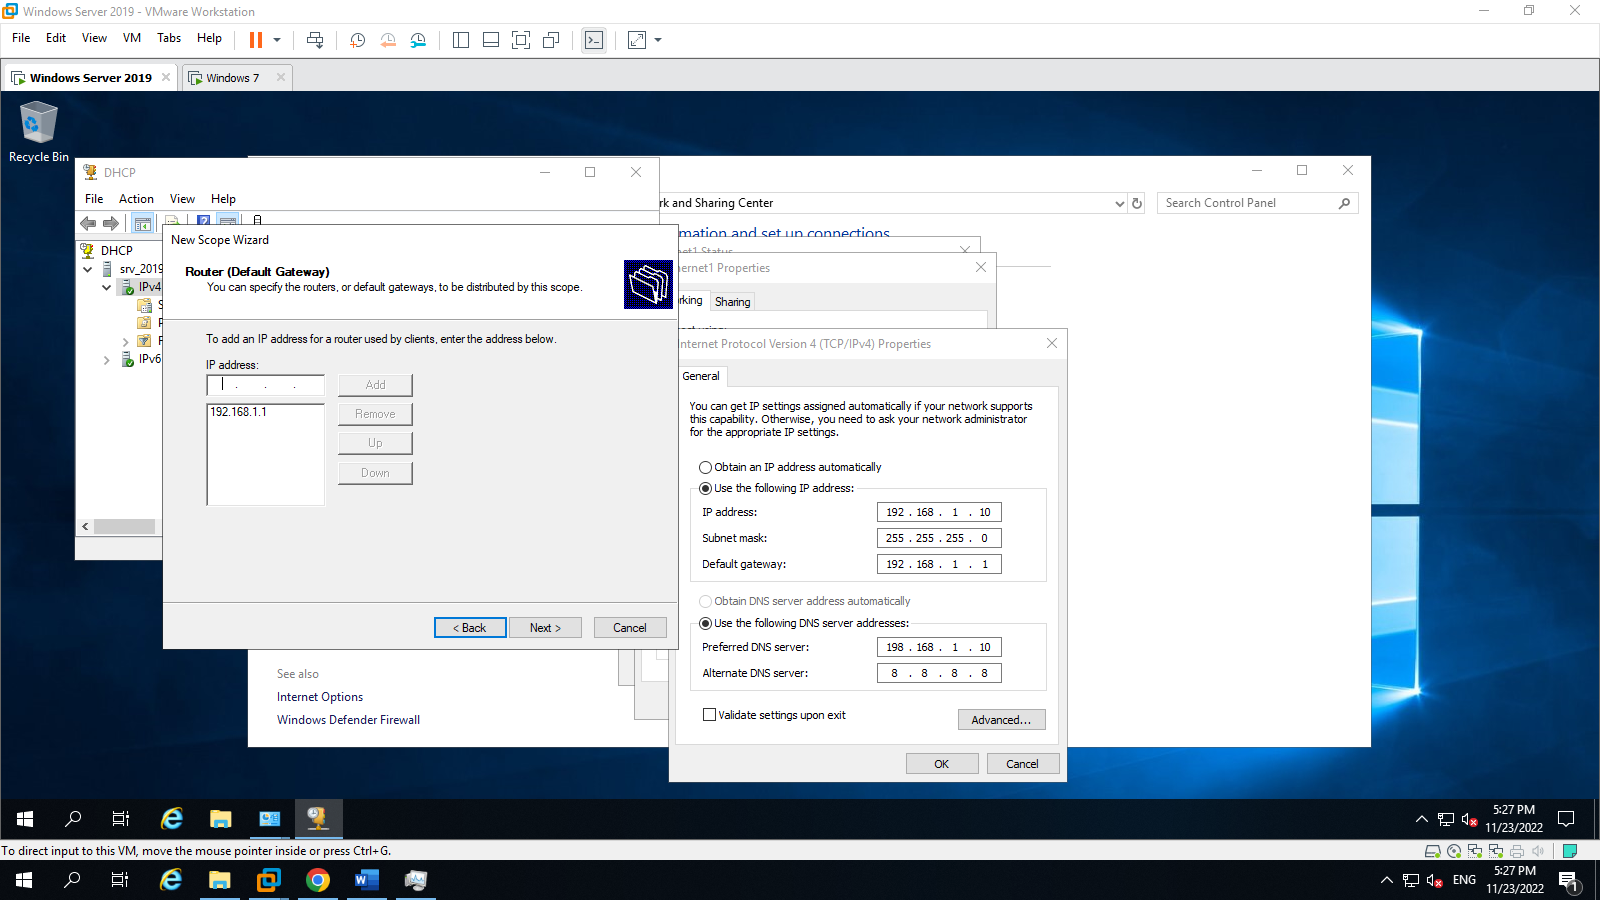 Windows Server 2019 - VMware Workstation
File Edit View VM Tabs Help
Windows Server 2019
Windows 7
Recycle Bin
DHCP
File Action View Help
rk and Sharing Center
Search Control Panel
DHCP
srv_2019
IPv4
IPv6
New Scope Wizard
Router (Default Gateway)
You can specify the routers, or default gateways, to be distributed by this scope.
To add an IP address for a router used by clients, enter the address below.
IP address:
. . .
Add
192.168.1.1
Remove
Up
Down
< Back
Next >
Cancel
mation and set up connections
net1 Status
hernet1 Properties
rking
Sharing
Internet Protocol Version 4 (TCP/IPv4) Properties
General
You can get IP settings assigned automatically if your network supports
this capability. Otherwise, you need to ask your network administrator
for the appropriate IP settings.
Obtain an IP address automatically
Use the following IP address:
IP address: 192 . 168 . 1 . 10
Subnet mask: 255 . 255 . 255 . 0
Default gateway: 192 . 168 . 1 . 1
Obtain DNS server address automatically
Use the following DNS server addresses:
Preferred DNS server: 198 . 168 . 1 . 10
Alternate DNS server: 8 . 8 . 8 . 8
Validate settings upon exit
Advanced...
OK
Cancel
See also
Internet Options
Windows Defender Firewall
5:27 PM
11/23/2022
To direct input to this VM, move the mouse pointer inside or press Ctrl+G.
ENG
5:27 PM
11/23/2022
1